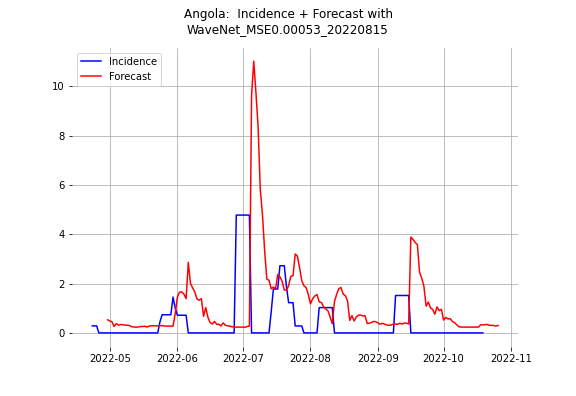 Angola:  Incidence + Forecast with
WaveNet_MSE0.00053_20220815
Incidence
Forecast
10
8
6
4
2
0
2022-05 2022-06 2022-07 2022-08 2022-09 2022-10 2022-11